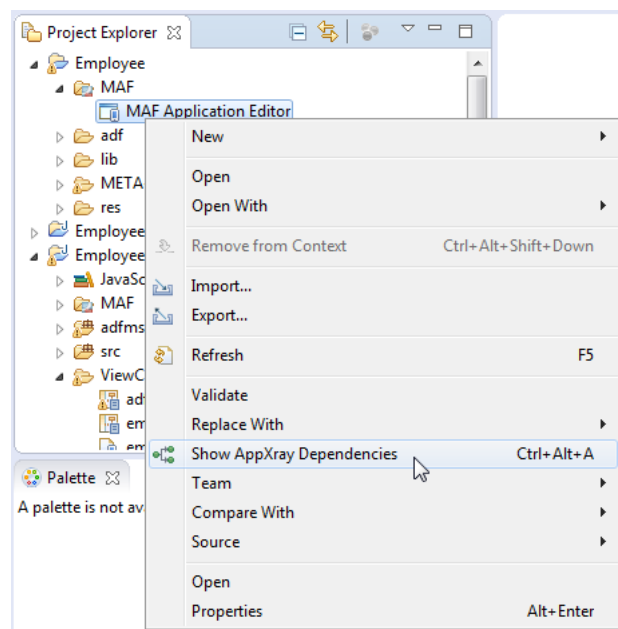 Project Explorer
Employee
MAF
MAF Application Editor
adf
lib
META
res
Employee
Employee
JavaSc
MAF
adfms
src
ViewC
ad
em
em
New
Open
Open With
Remove from Context Ctrl+Alt+Shift+Down
Import...
Export...
Refresh F5
Validate
Replace With
Show AppXray Dependencies Ctrl+Alt+A
Team
Compare With
Source
Open
Properties Alt+Enter
Palette
A palette is not av